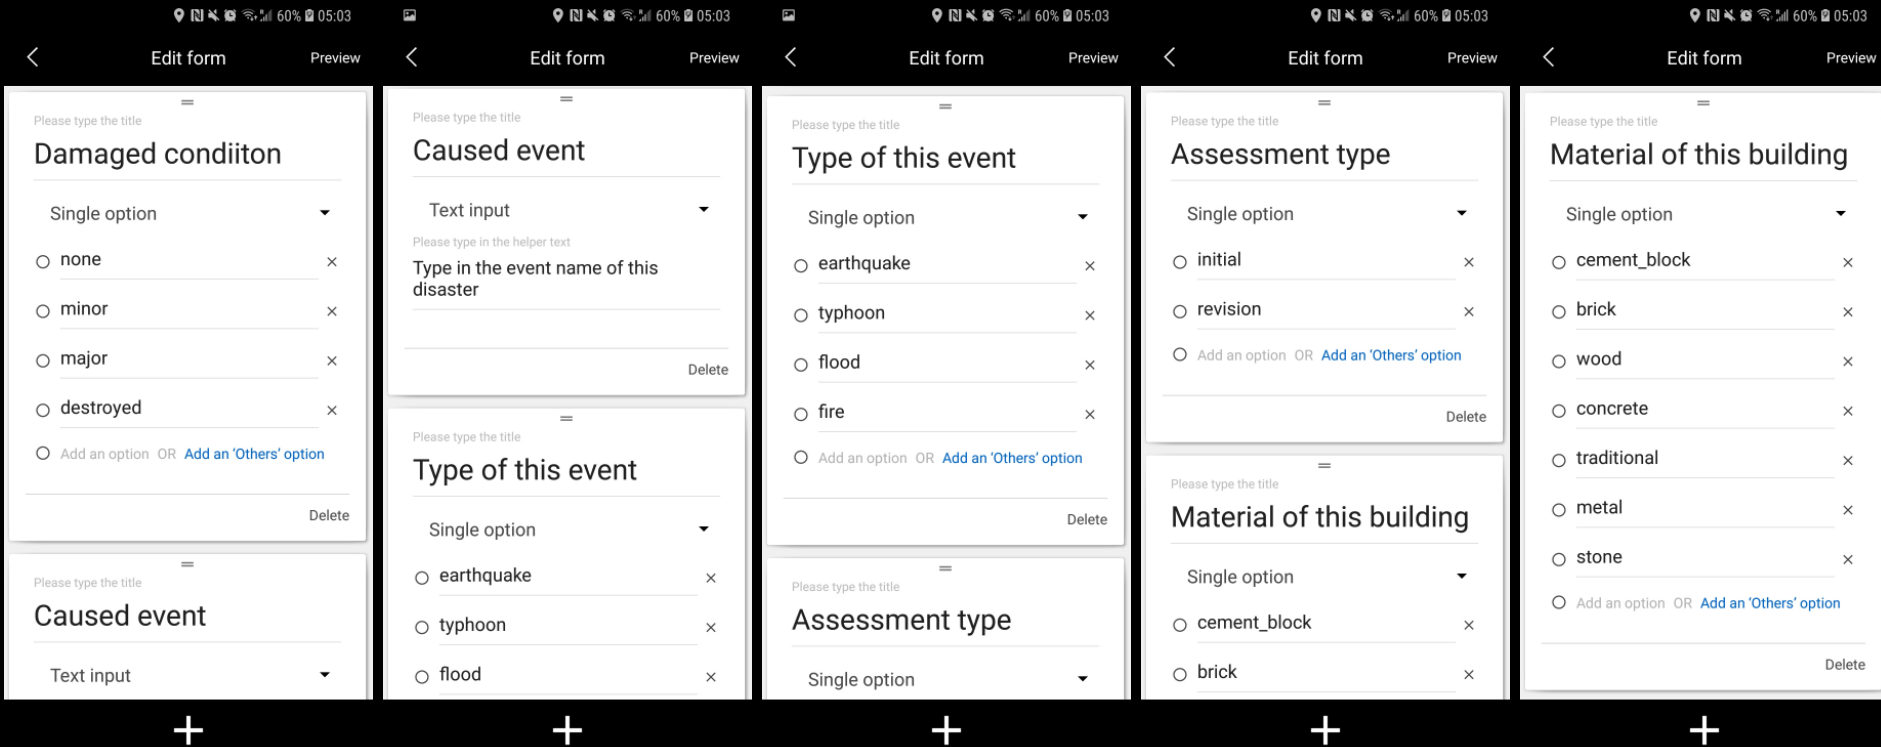 60% 05:03
Edit form
Preview
Please type the title
Damaged condiiton
Single option
none
minor
major
destroyed
Add an option OR Add an 'Others' option
Delete
Please type the title
Caused event
Text input
60% 05:03
Edit form
Preview
Please type the title
Caused event
Text input
Please type in the helper text
Type in the event name of this
disaster
Delete
Please type the title
Type of this event
Single option
earthquake
typhoon
flood
60% 05:03
Edit form
Preview
Please type the title
Type of this event
Single option
earthquake
typhoon
flood
fire
Add an option OR Add an 'Others' option
Delete
Please type the title
Assessment type
Single option
60% 05:03
Edit form
Preview
Please type the title
Assessment type
Single option
initial
revision
Add an option OR Add an 'Others' option
Delete
Please type the title
Material of this building
Single option
cement_block
brick
60% 05:03
Edit form
Preview
Please type the title
Material of this building
Single option
cement_block
brick
wood
concrete
traditional
metal
stone
Add an option OR Add an 'Others' option
Delete